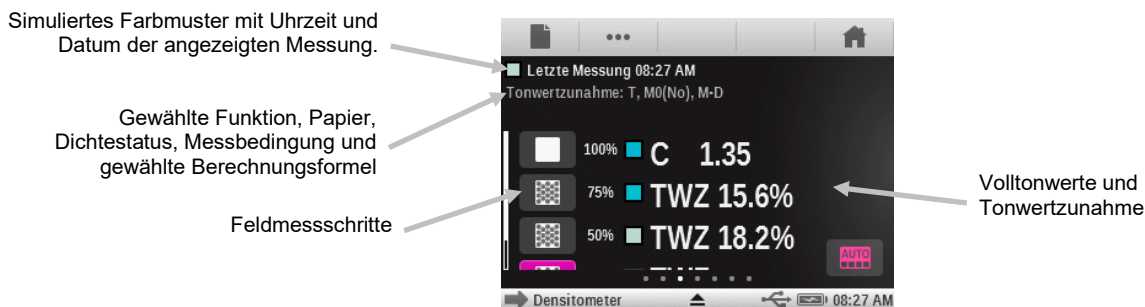 Simuliertes Farbmuster mit Uhrzeit und
Datum der angezeigten Messung.
Gewählte Funktion, Papier,
Dichtestatus, Messbedingung und
gewählte Berechnungsformel
Feldmessschritte
Letzte Messung 08:27 AM
Tonwertzunahme: T, M0(No), M-D
100% C 1.35
75% TWZ 15.6%
50% TWZ 18.2%
AUTO
Densitometer 08:27 AM
Volltonwerte und
Tonwertzunahme